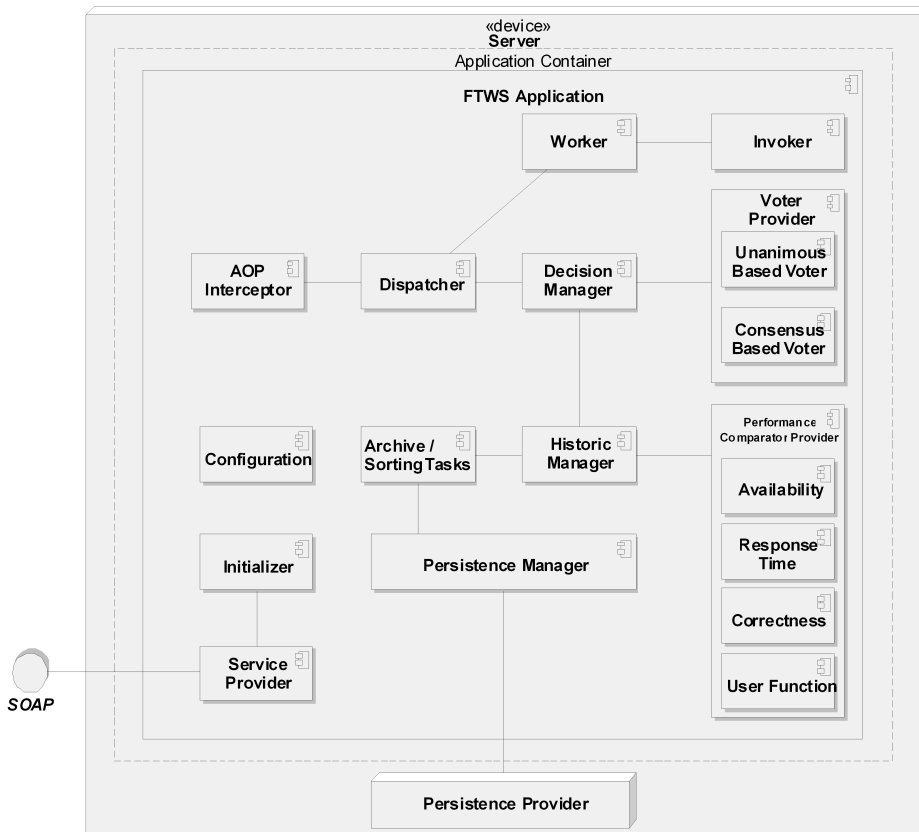 «device»
Server
Application Container
FTWS Application
Worker
Invoker
Voter
Provider
Unanimous
Based Voter
Consensus
Based Voter
AOP
Interceptor
Dispatcher
Decision
Manager
Configuration
Archive /
Sorting Tasks
Historic
Manager
Performance
Comparator Provider
Availability
Response
Time
Correctness
User Function
Initializer
Persistence Manager
Service
Provider
SOAP
Persistence Provider